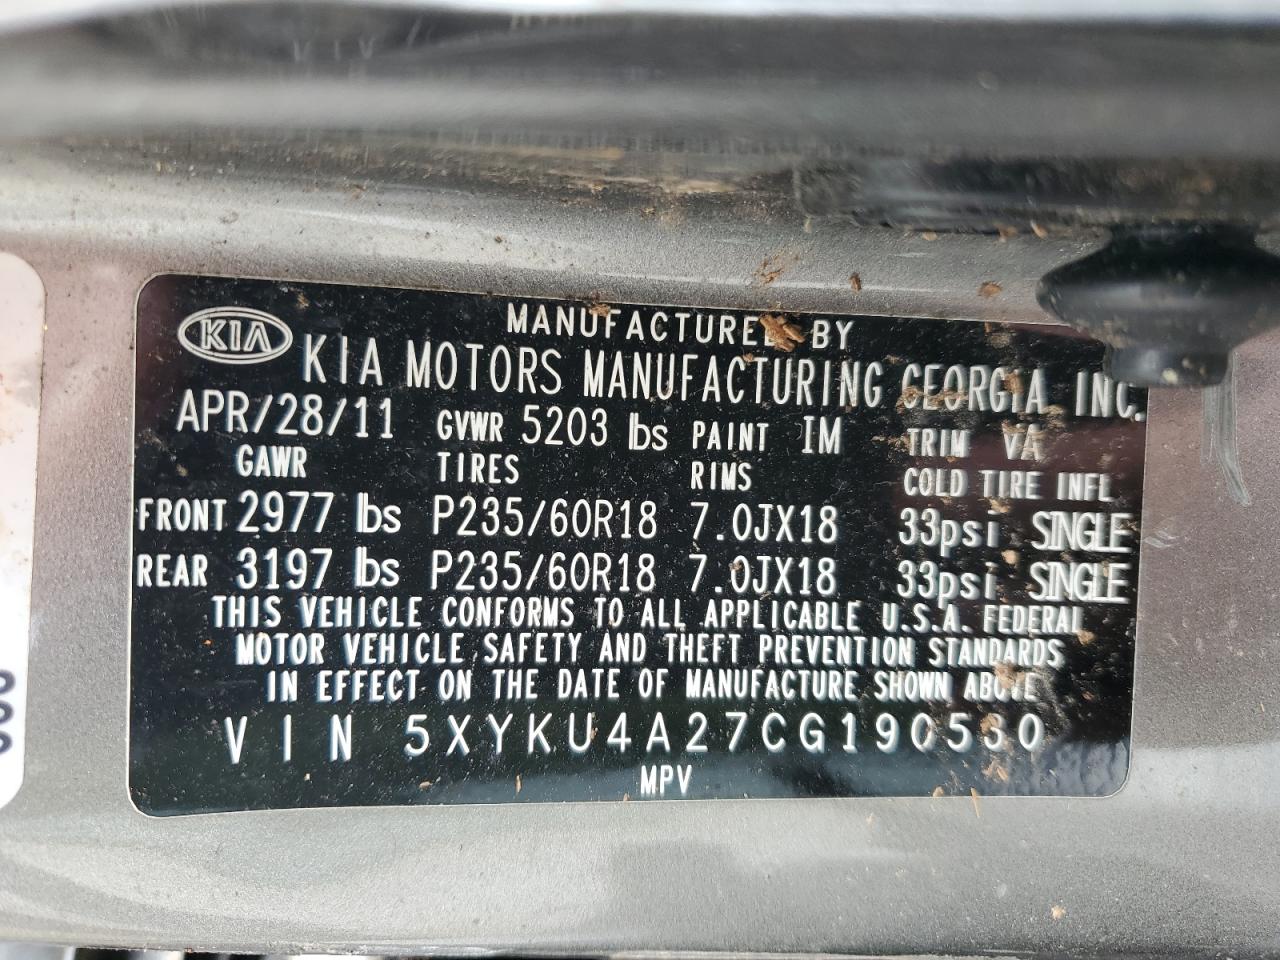 KIA
MANUFACTURED BY
KIA MOTORS MANUFACTURING GEORGIA INC.
APR/28/11 GVWR 5203 lbs PAINT IM TRIM VA
GAWR TIRES RIMS COLD TIRE INFL
FRONT 2977 lbs P235/60R18 7.0JX18 33psi SINGLE
REAR 3197 lbs P235/60R18 7.0JX18 33psi SINGLE
THIS VEHICLE CONFORMS TO ALL APPLICABLE U.S.A. FEDERAL
MOTOR VEHICLE SAFETY AND THEFT PREVENTION STANDARDS
IN EFFECT ON THE DATE OF MANUFACTURE SHOWN ABOVE
VIN 5XYKU4A27CG190530
MPV